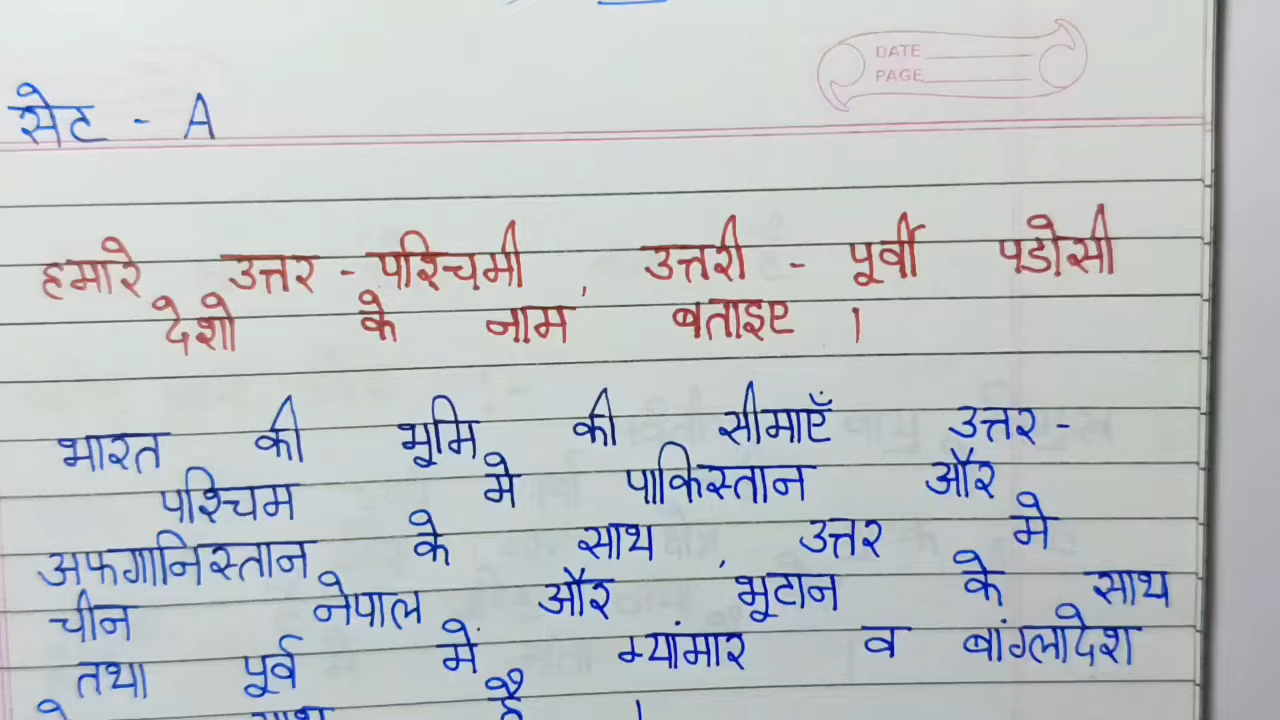 DATE
PAGE
सेट - A
हमारे उत्तर - पश्चिमी, उत्तरी - पूर्वी पडोसी
देशो के नाम बताइए ।
भारत की भूमि की सीमाएँ उत्तर -
पश्चिम मे पाकिस्तान और
अफगानिस्तान के साथ, उत्तर मे
चीन नेपाल और भूटान के साथ
तथा पूर्व में म्यांमार व बांग्लादेश
के साथ है ।